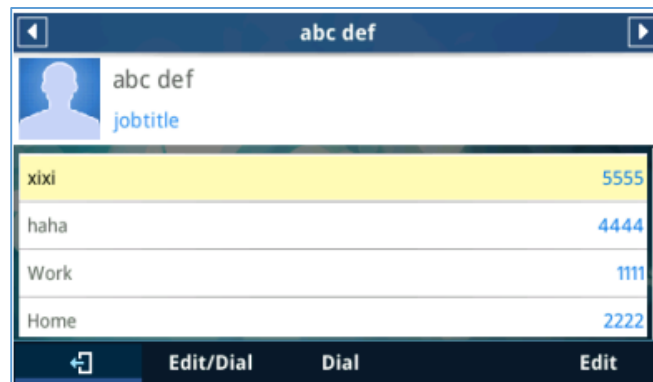 abc def
abc def
jobtitle
xixi 5555
haha 4444
Work 1111
Home 2222
Edit/Dial Dial Edit